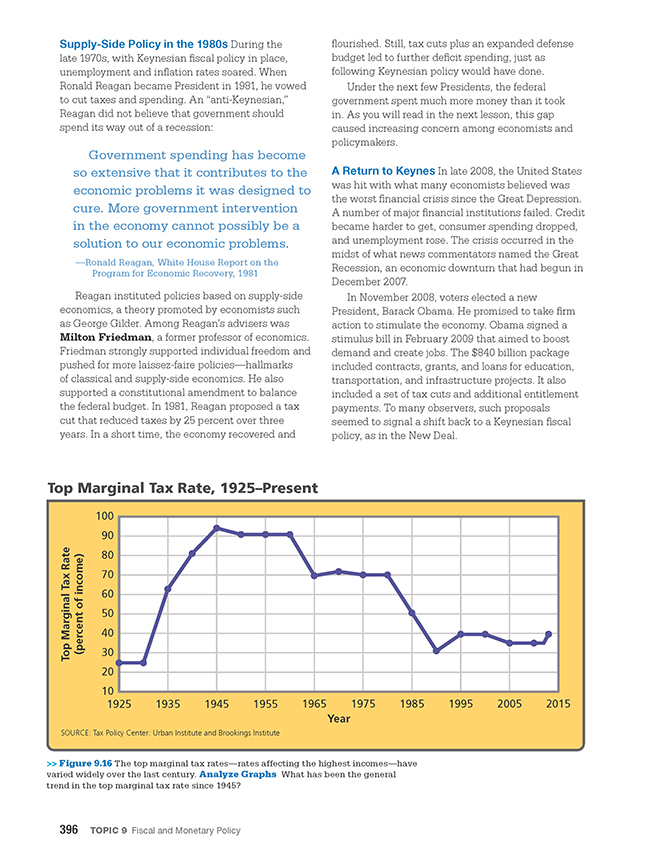 Supply-Side Policy in the 1980s During the
late 1970s, with Keynesian fiscal policy in place,
unemployment and inflation rates soared. When
Ronald Reagan became President in 1981, he vowed
to cut taxes and spending. An “anti-Keynesian,”
Reagan did not believe that government should
spend its way out of a recession:
Government spending has become
so extensive that it contributes to the
economic problems it was designed to
cure. More government intervention
in the economy cannot possibly be a
solution to our economic problems.
—Ronald Reagan, White House Report on the
Program for Economic Recovery, 1981
Reagan instituted policies based on supply-side
economics, a theory promoted by economists such
as George Gilder. Among Reagan’s advisers was
Milton Friedman, a former professor of economics.
Friedman strongly supported individual freedom and
pushed for more laissez-faire policies—hallmarks
of classical and supply-side economics. He also
supported a constitutional amendment to balance
the federal budget. In 1981, Reagan proposed a tax
cut that reduced taxes by 25 percent over three
years. In a short time, the economy recovered and
flourished. Still, tax cuts plus an expanded defense
budget led to further deficit spending, just as
following Keynesian policy would have done.
Under the next few Presidents, the federal
government spent much more money than it took
in. As you will read in the next lesson, this gap
caused increasing concern among economists and
policymakers.
A Return to Keynes In late 2008, the United States
was hit with what many economists believed was
the worst financial crisis since the Great Depression.
A number of major financial institutions failed. Credit
became harder to get, consumer spending dropped,
and unemployment rose. The crisis occurred in the
midst of what news commentators named the Great
Recession, an economic downturn that had begun in
December 2007.
In November 2008, voters elected a new
President, Barack Obama. He promised to take firm
action to stimulate the economy. Obama signed a
stimulus bill in February 2009 that aimed to boost
demand and create jobs. The $840 billion package
included contracts, grants, and loans for education,
transportation, and infrastructure projects. It also
included a set of tax cuts and additional entitlement
payments. To many observers, such proposals
seemed to signal a shift back to a Keynesian fiscal
policy, as in the New Deal.
Top Marginal Tax Rate, 1925–Present
Top Marginal Tax Rate
(percent of income)
100
90
80
70
60
50
40
30
20
10
1925 1935 1945 1955 1965 1975 1985 1995 2005 2015
Year
SOURCE: Tax Policy Center: Urban Institute and Brookings Institute
>> Figure 9.16 The top marginal tax rates—rates affecting the highest incomes—have
varied widely over the last century. Analyze Graphs What has been the general
trend in the top marginal tax rate since 1945?
396 TOPIC 9 Fiscal and Monetary Policy